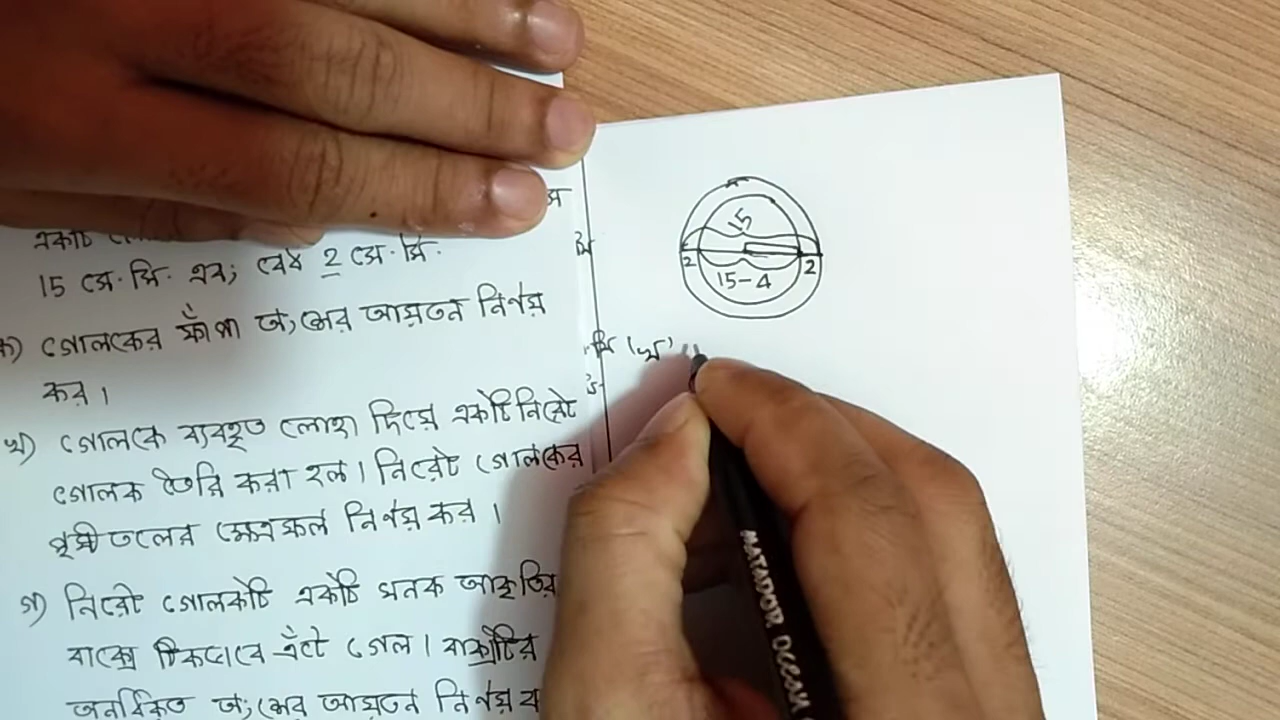 15 সে.মি. এবং বেধ 2 সে.মি.
ক) গোলকের ফাঁপা অংশের আয়তন নির্ণয়
কর।
খ) গোলকে ব্যবহৃত লোহা দিয়ে একটি নিরেট
গোলক তৈরি করা হল। নিরেট গোলকের
পৃষ্ঠতলের ক্ষেত্রফল নির্ণয় কর।
গ) নিরেট গোলকটি একটি ঘনক আকৃতির
বাক্সে ঠিকভাবে এঁটে গেল। বাক্সটির
অনধিকৃত অংশের আয়তন নির্ণয় ক
15
2 2
15-4
'খ'
MATADOR OCEAN